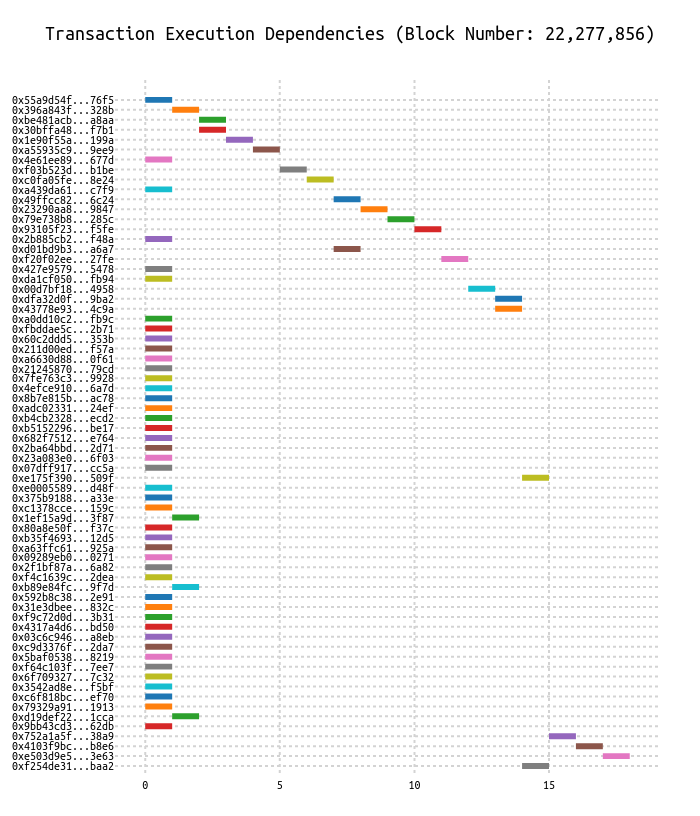 Transaction Execution Dependencies (Block Number: 22,277,856)
0x55a9d54f...76f5
0x396a843f...328b
0xbe481acb...a8aa
0x30bffa48...f7b1
0x1e90f55a...199a
0xa55935c9...9ee9
0x4e61ee89...677d
0xf03b523d...b1be
0xc0fa05fe...8e24
0xa439da61...c7f9
0x49ffcc82...6c24
0x23290aa8...9847
0x79e738b8...285c
0x93105f23...f5fe
0x2b885cb2...f48a
0xd01bd9b3...a6a7
0xf20f02ee...27fe
0x427e9579...5478
0xda1cf050...fb94
0x00d7bf18...4958
0xdfa32d0f...9ba2
0x43778e93...4c9a
0xa0dd10c2...fb9c
0xfbddae5c...2b71
0x60c2ddd5...353b
0x211d00ed...f57a
0xa6630d88...0f61
0x21245870...79cd
0x7fe763c3...9928
0x4efce910...6a7d
0x8b7e815b...ac78
0xadc02331...24ef
0xb4cb2328...ecd2
0xb5152296...be17
0x682f7512...e764
0x2ba64bbd...2d71
0x23a083e0...6f03
0x07dff917...cc5a
0xe175f390...509f
0xe0005589...d48f
0x375b9188...a33e
0xc1378cce...159c
0x1ef15a9d...3f87
0x80a8e50f...f37c
0xb35f4693...12d5
0xa63ffc61...925a
0x09289eb0...0271
0x2f1bf87a...6a82
0xf4c1639c...2dea
0xb89e84fc...9f7d
0x592b8c38...2e91
0x31e3dbee...832c
0xf9c72d0d...3b31
0x4317a4d6...bd50
0x03c6c946...a8eb
0xc9d3376f...2da7
0x5baf0538...8219
0xf64c103f...7ee7
0x6f709327...7c32
0x3542ad8e...f5bf
0xc6f818bc...ef70
0x79329a91...1913
0xd19def22...1cca
0x9bb43cd3...62db
0x752a1a5f...38a9
0x4103f9bc...b8e6
0xe503d9e5...3e63
0xf254de31...baa2
0 5 10 15